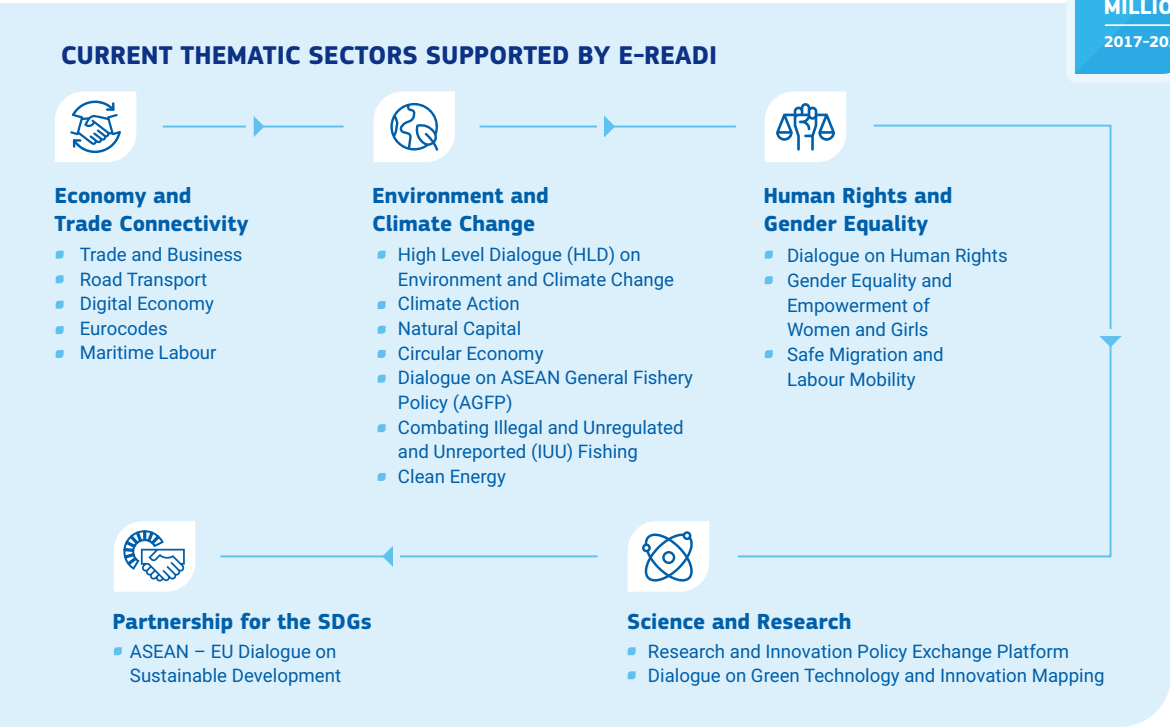 CURRENT THEMATIC SECTORS SUPPORTED BY E-READI
Economy and
Trade Connectivity
Trade and Business
Road Transport
Digital Economy
Eurocodes
Maritime Labour
Environment and
Climate Change
High Level Dialogue (HLD) on
Environment and Climate Change
Climate Action
Natural Capital
Circular Economy
Dialogue on ASEAN General Fishery
Policy (AGFP)
Combating Illegal and Unregulated
and Unreported (IUU) Fishing
Clean Energy
Human Rights and
Gender Equality
Dialogue on Human Rights
Gender Equality and
Empowerment of
Women and Girls
Safe Migration and
Labour Mobility
Science and Research
Research and Innovation Policy Exchange Platform
Dialogue on Green Technology and Innovation Mapping
Partnership for the SDGs
ASEAN – EU Dialogue on
Sustainable Development